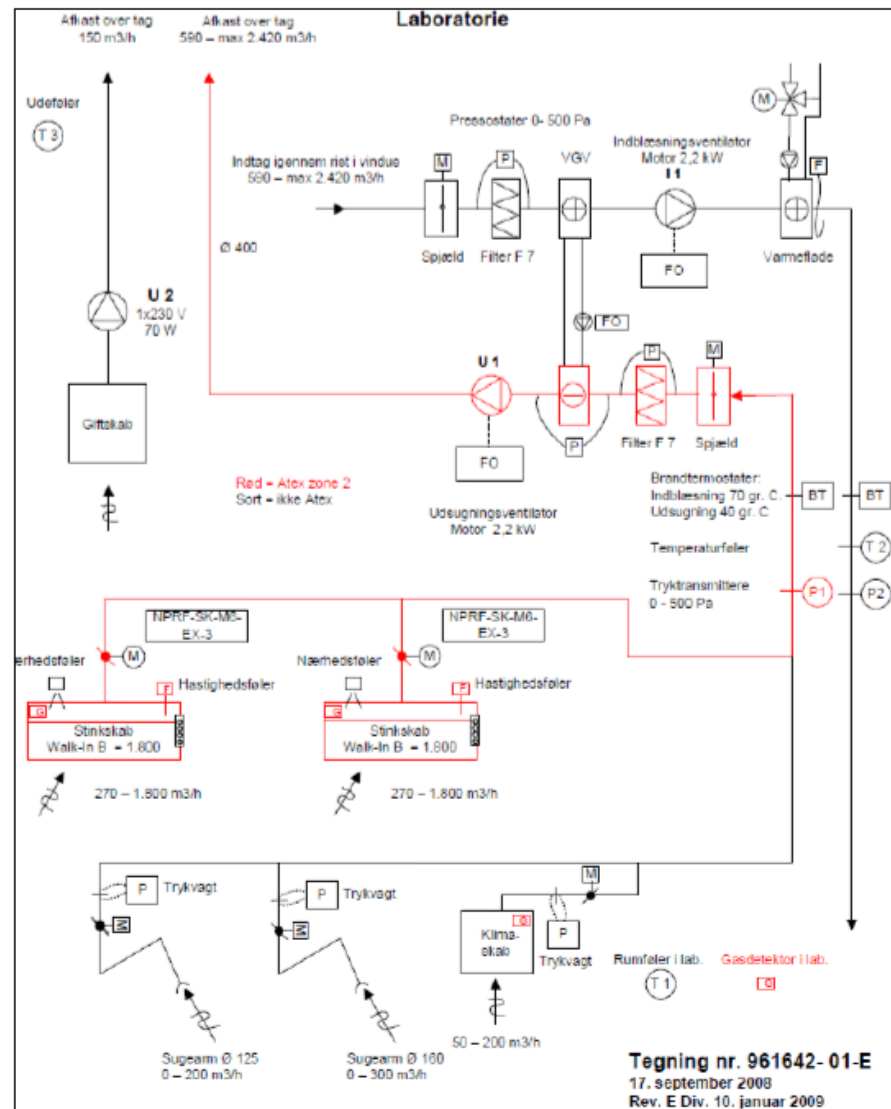 Laboratorie
Afkast over tag
150 m3/h
Afkast over tag
590 – max 2.420 m3/h
Udeføler
T 3
Pressostater 0- 500 Pa
Indblæsningsventilator
Motor 2,2 kW
I 1
M
Indtag igennem rist i vindue
590 – max 2.420 m3/h
M
P
VGV
F
Ø 400
Spjæld
Filter F 7
FO
Varmeflade
U 2
1x230 V
70 W
FO
U 1
P
M
Giftskab
P
Filter F 7
Spjæld
FO
Rød = Atex zone 2
Sort = ikke Atex
Udsugningsventilator
Motor 2,2 kW
Brandtermostater:
Indblæsning 70 gr. C.
Udsugning 40 gr. C
BT
BT
Temperaturføler
T 2
Tryktransmittere
0 - 500 Pa
P1
P2
NPRF-SK-M6-
EX-3
NPRF-SK-M6-
EX-3
M
M
erhedsføler
Hastighedsføler
Nærhedsføler
Hastighedsføler
F
F
G
G
Stinkskab
Walk-In B = 1.800
Stinkskab
Walk-In B = 1.800
270 – 1.800 m3/h
270 – 1.800 m3/h
P
Trykvagt
P
Trykvagt
M
M
M
Klima-
skab
G
P
Trykvagt
Rumføler i lab.
T 1
Gasdetektor i lab.
G
50 – 200 m3/h
Sugearm Ø 125
0 – 200 m3/h
Sugearm Ø 160
0 – 300 m3/h
Tegning nr. 961642- 01-E
17. september 2008
Rev. E Div. 10. januar 2009